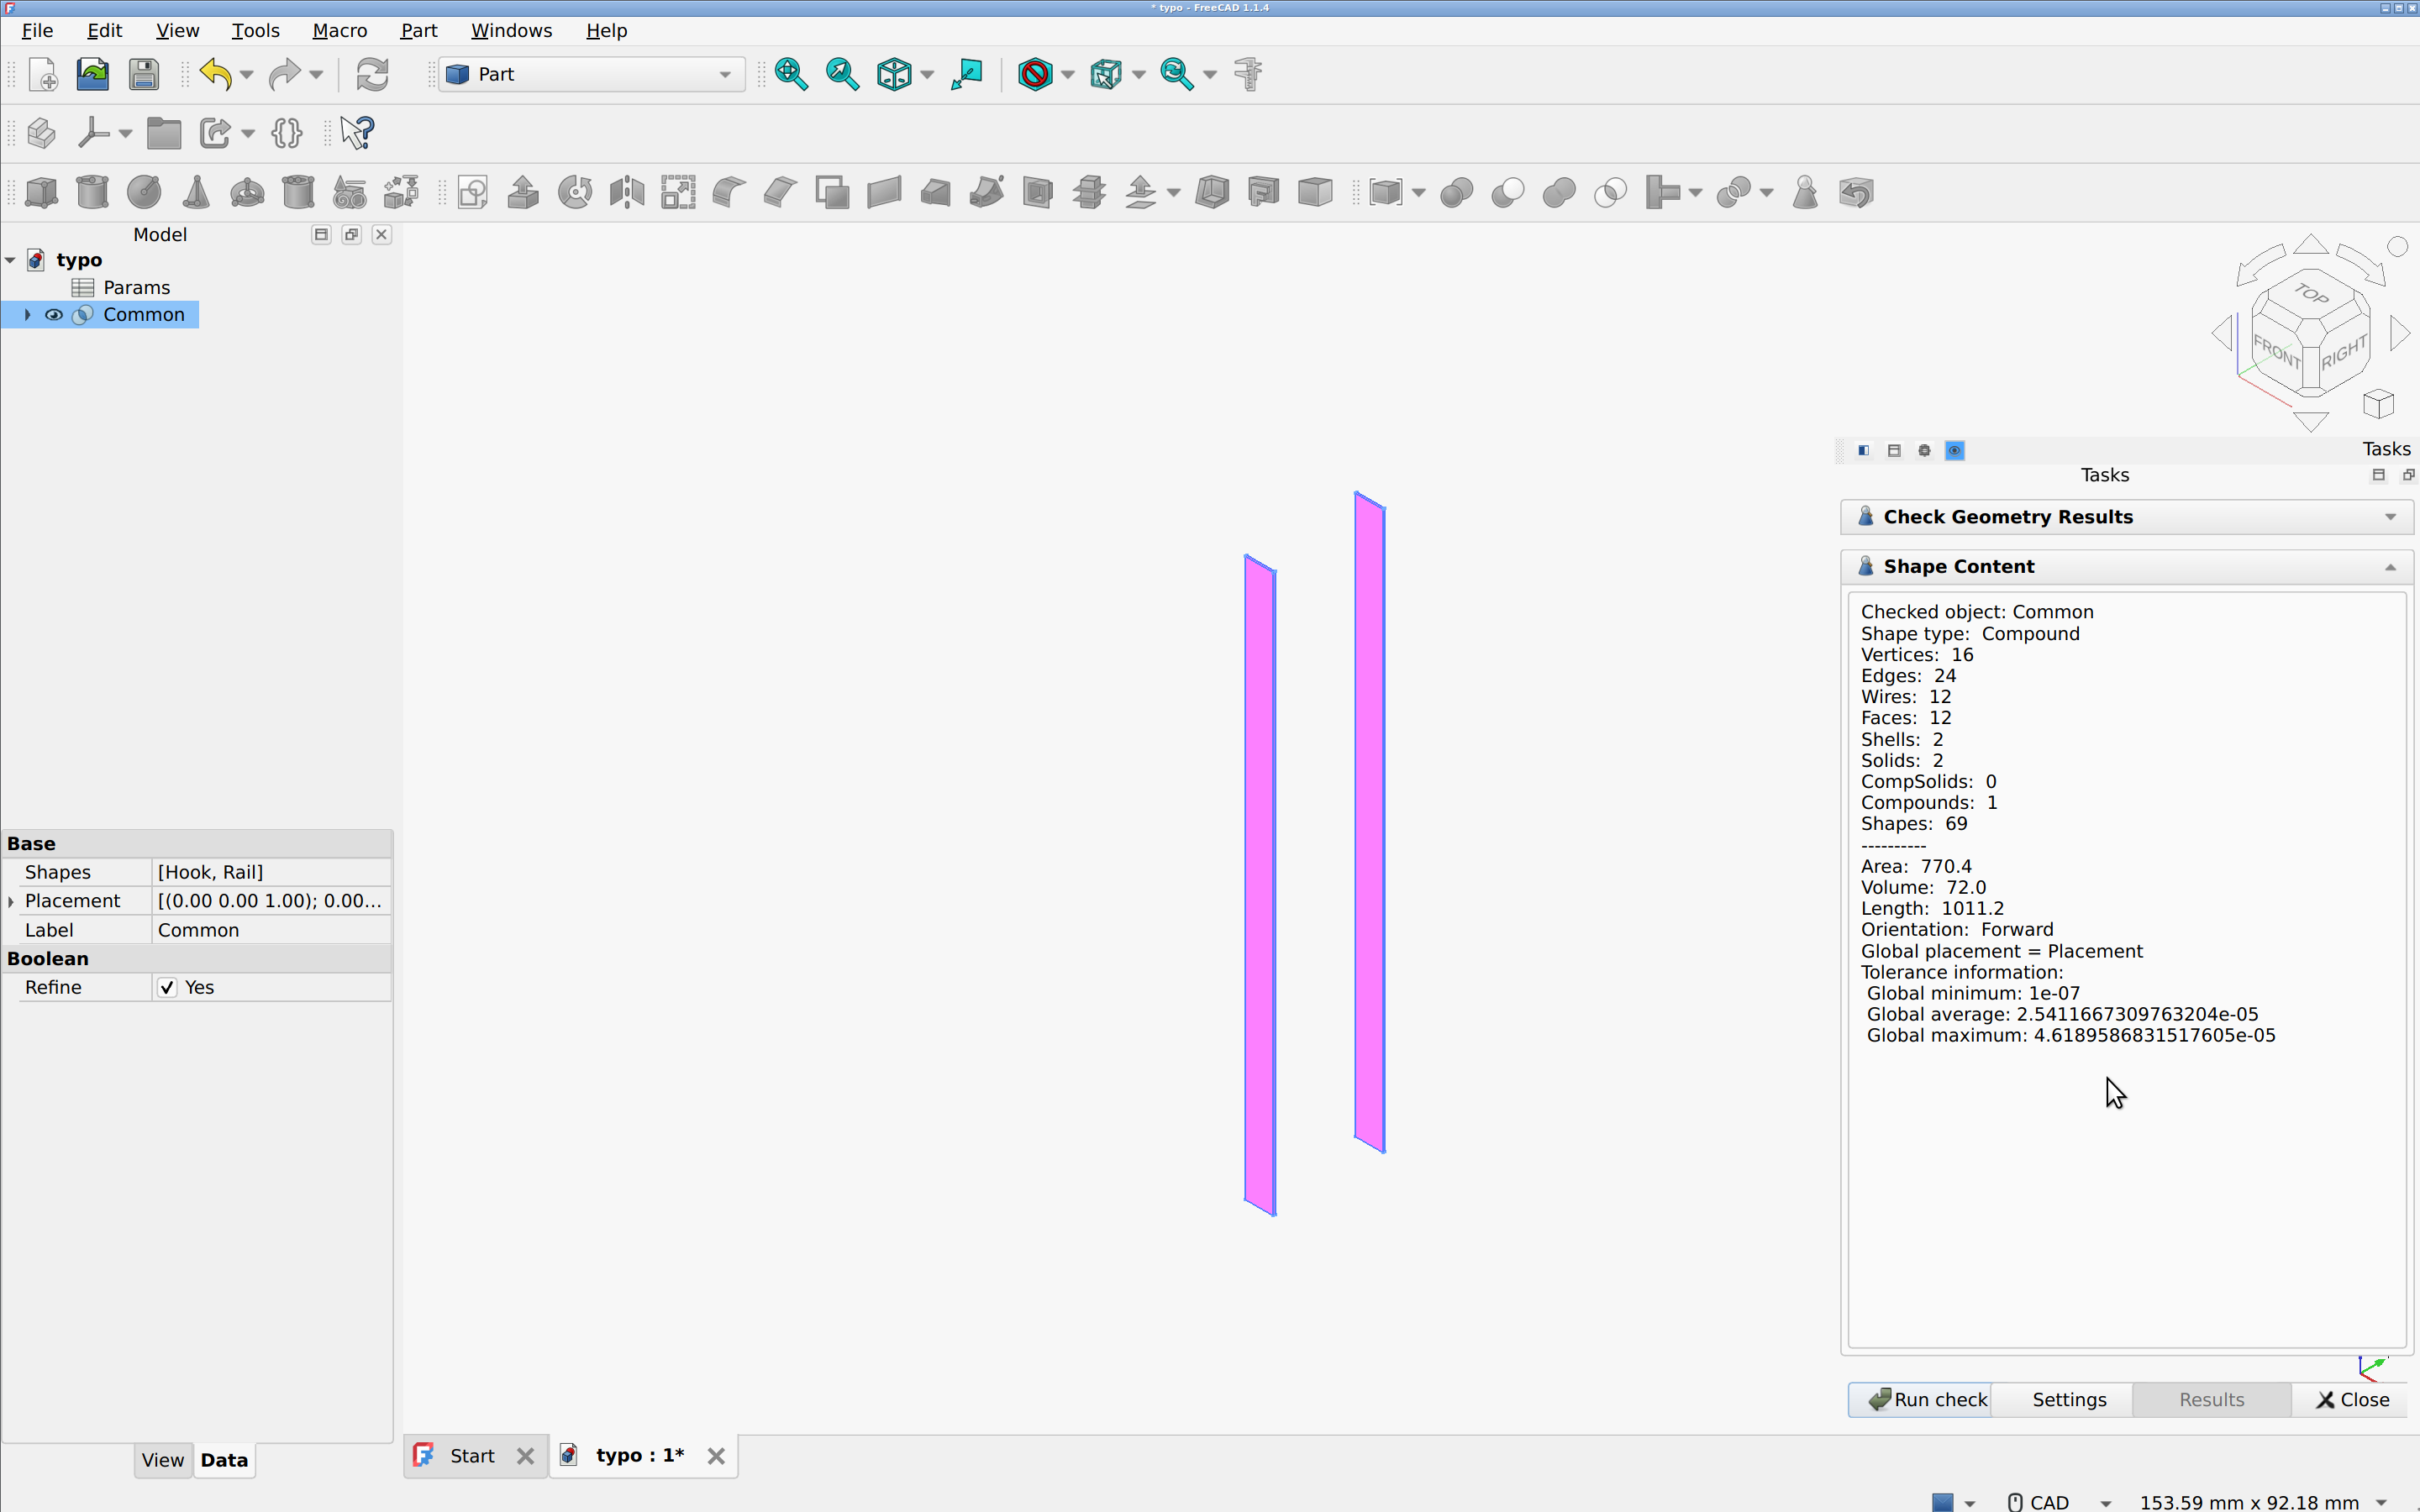 * typo - FreeCAD 1.1.4
File Edit View Tools Macro Part Windows Help
Part
Model
typo
Params
Common
TOP
FRONT
RIGHT
Tasks
Tasks
Check Geometry Results
Shape Content
Checked object: Common
Shape type: Compound
Vertices: 16
Edges: 24
Wires: 12
Faces: 12
Shells: 2
Solids: 2
CompSolids: 0
Compounds: 1
Shapes: 69
----------
Area: 770.4
Volume: 72.0
Length: 1011.2
Orientation: Forward
Global placement = Placement
Tolerance information:
Global minimum: 1e-07
Global average: 2.5411667309763204e-05
Global maximum: 4.6189586831517605e-05
Run check Settings Results Close
Base
Shapes [Hook, Rail]
Placement [(0.00 0.00 1.00); 0.00...
Label Common
Boolean
Refine Yes
View Data
Start typo : 1*
CAD 153.59 mm x 92.18 mm